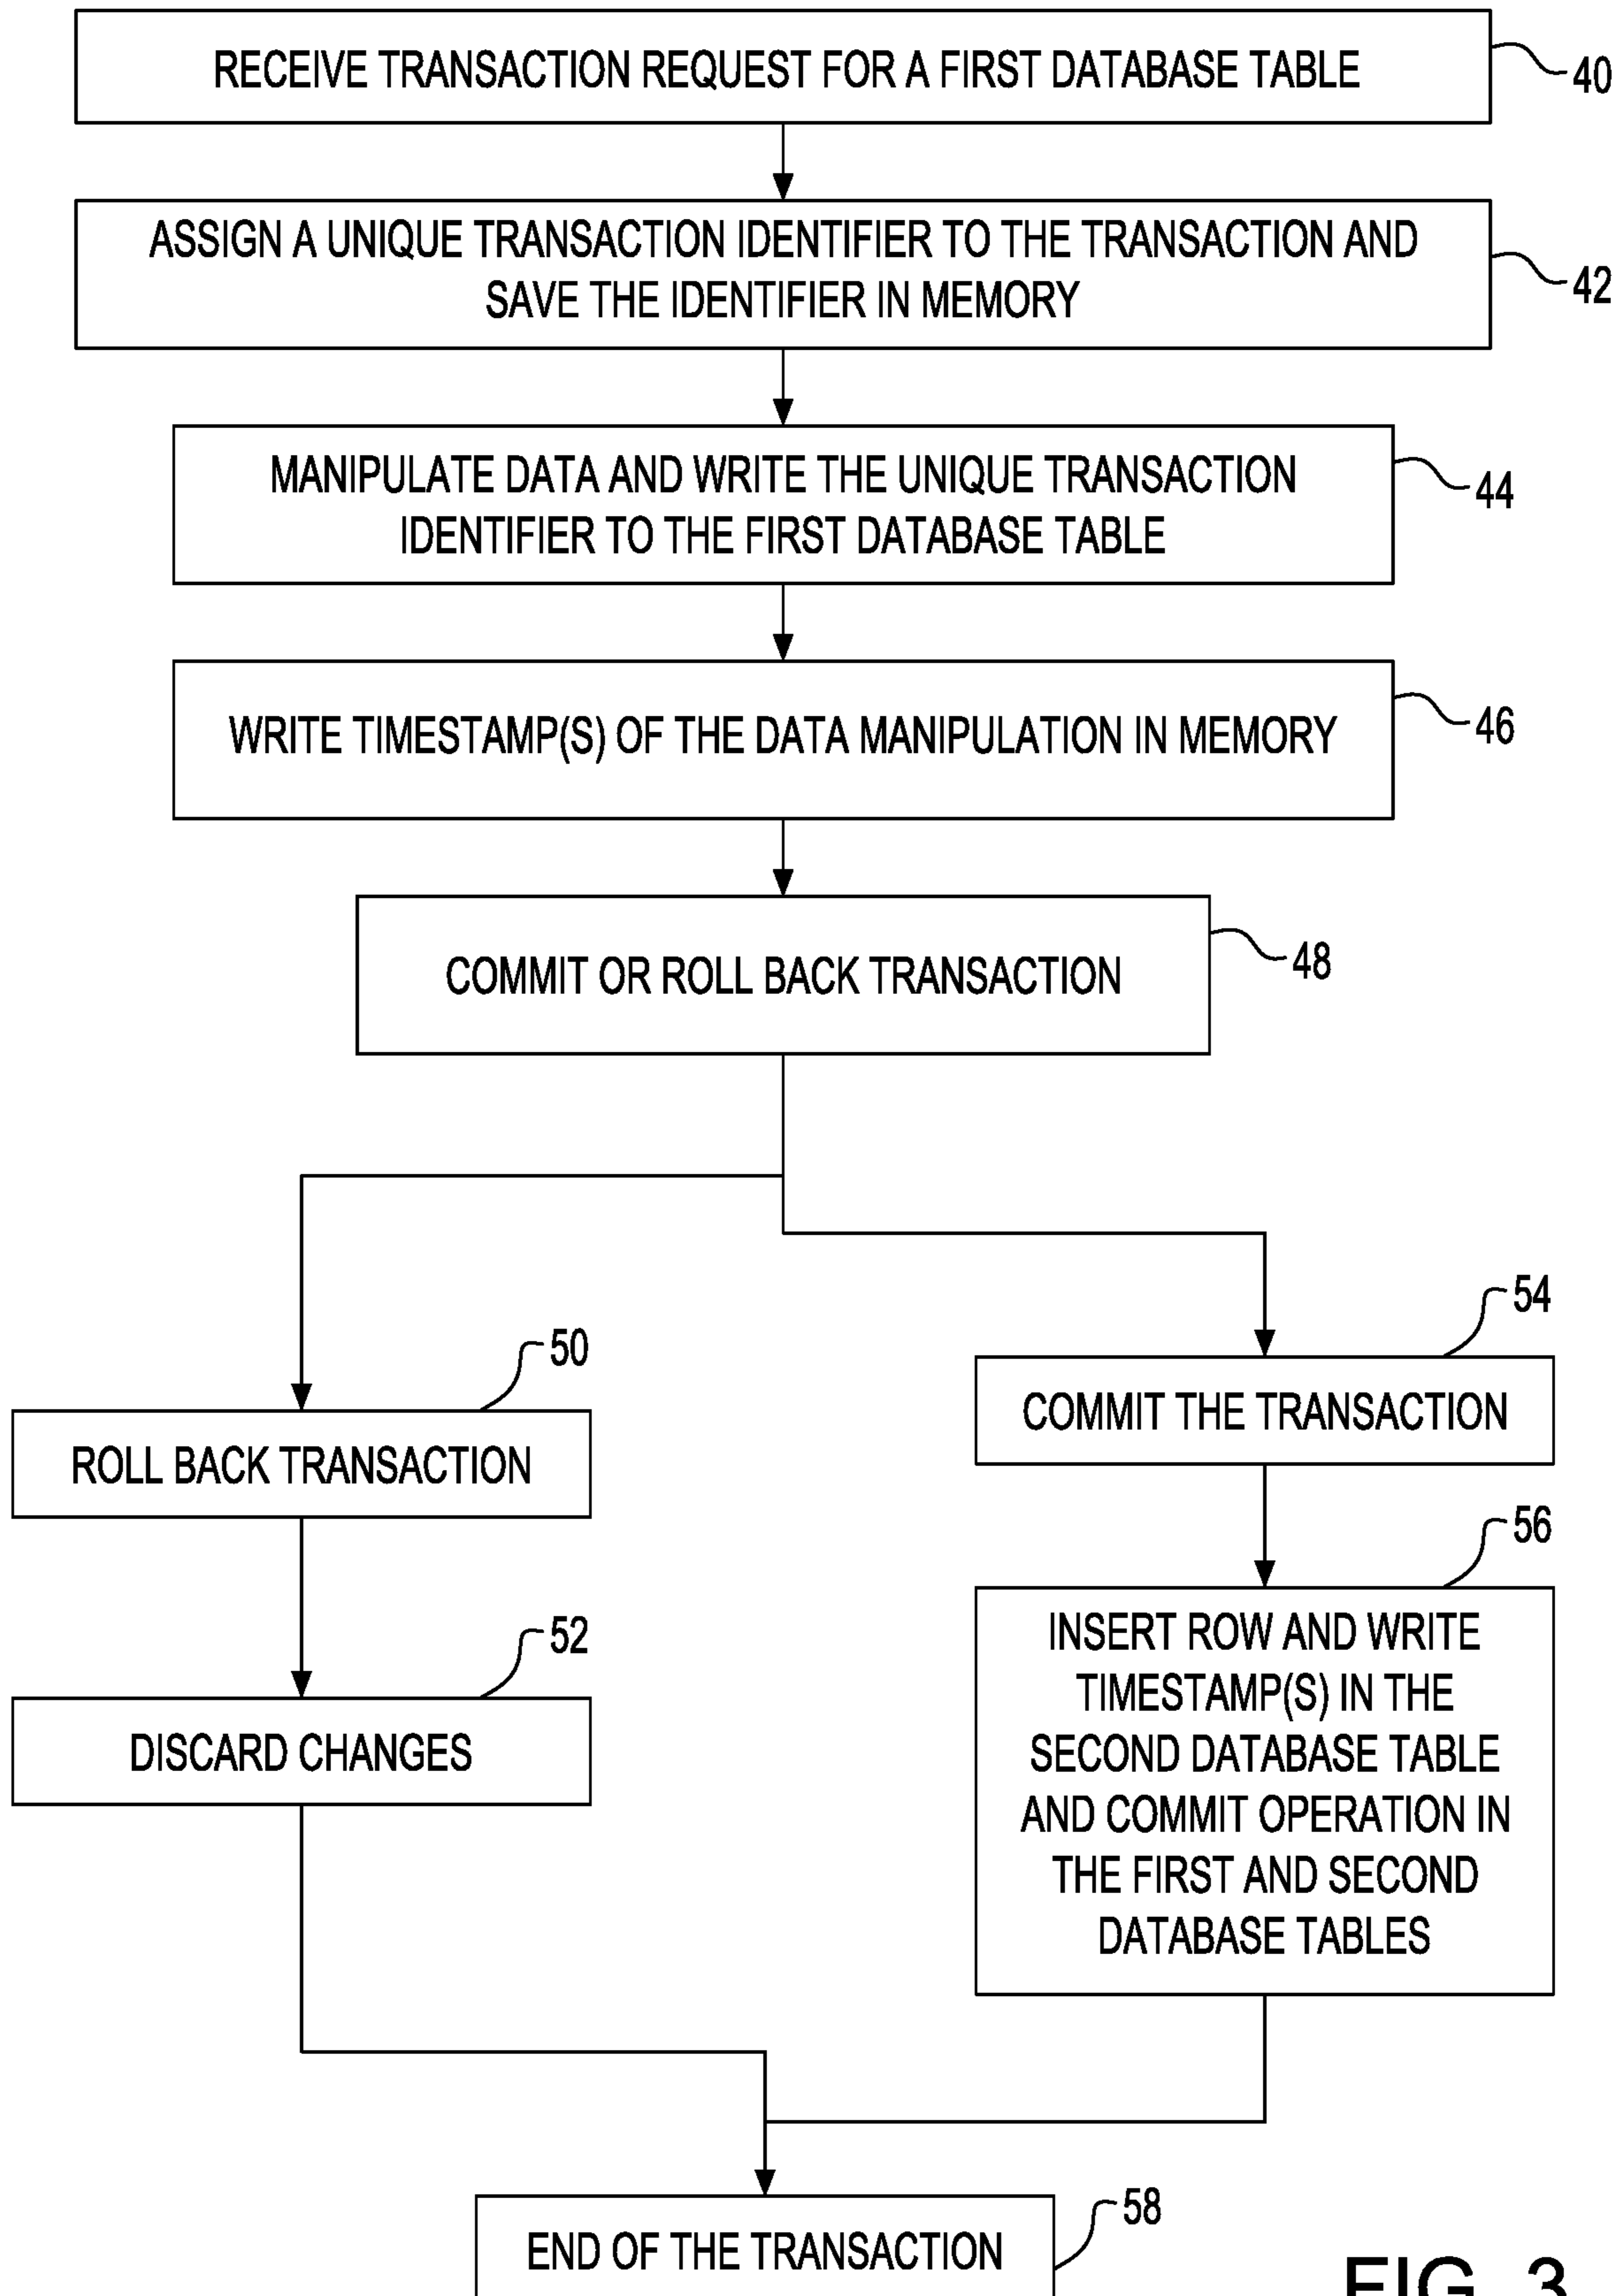 RECEIVE TRANSACTION REQUEST FOR A FIRST DATABASE TABLE
40
ASSIGN A UNIQUE TRANSACTION IDENTIFIER TO THE TRANSACTION AND
SAVE THE IDENTIFIER IN MEMORY
42
MANIPULATE DATA AND WRITE THE UNIQUE TRANSACTION
IDENTIFIER TO THE FIRST DATABASE TABLE
44
WRITE TIMESTAMP(S) OF THE DATA MANIPULATION IN MEMORY
46
COMMIT OR ROLL BACK TRANSACTION
48
50
ROLL BACK TRANSACTION
52
DISCARD CHANGES
54
COMMIT THE TRANSACTION
56
INSERT ROW AND WRITE
TIMESTAMP(S) IN THE
SECOND DATABASE TABLE
AND COMMIT OPERATION IN
THE FIRST AND SECOND
DATABASE TABLES
58
END OF THE TRANSACTION
FIG. 3